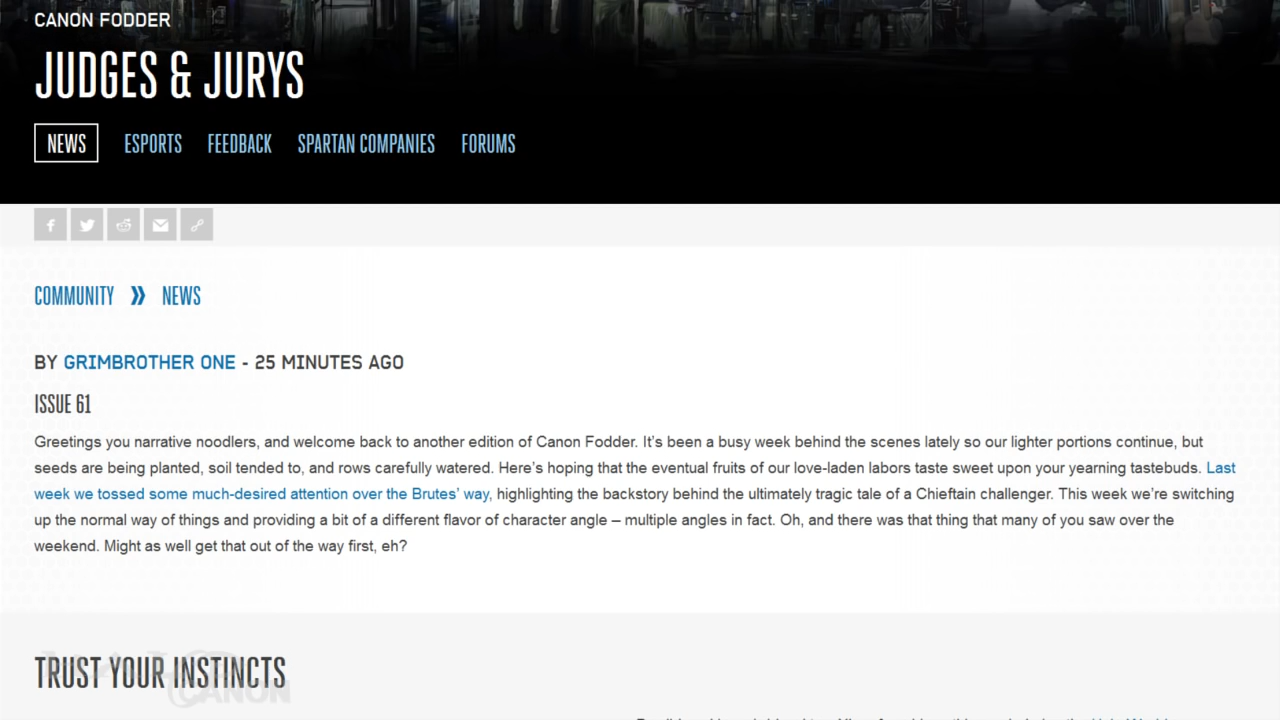 CANON FODDER
JUDGES & JURYS
NEWS ESPORTS FEEDBACK SPARTAN COMPANIES FORUMS
COMMUNITY » NEWS
BY GRIMBROTHER ONE - 25 MINUTES AGO
ISSUE 61
Greetings you narrative noodlers, and welcome back to another edition of Canon Fodder. It's been a busy week behind the scenes lately so our lighter portions continue, but
seeds are being planted, soil tended to, and rows carefully watered. Here's hoping that the eventual fruits of our love-laden labors taste sweet upon your yearning tastebuds. Last
week we tossed some much-desired attention over the Brutes' way, highlighting the backstory behind the ultimately tragic tale of a Chieftain challenger. This week we're switching
up the normal way of things and providing a bit of a different flavor of character angle – multiple angles in fact. Oh, and there was that thing that many of you saw over the
weekend. Might as well get that out of the way first, eh?
TRUST YOUR INSTINCTS
CANON